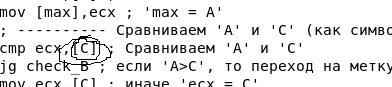 mov [max],ecx ; 'max = A'
; ---------- Сравниваем 'A' и 'C' (как симво
cmp ecx,[C] ; Сравниваем 'A' и 'C'
jg check_B ; если 'A>C', то переход на метку
mov ecx,[C] ; иначе 'ecx = C'